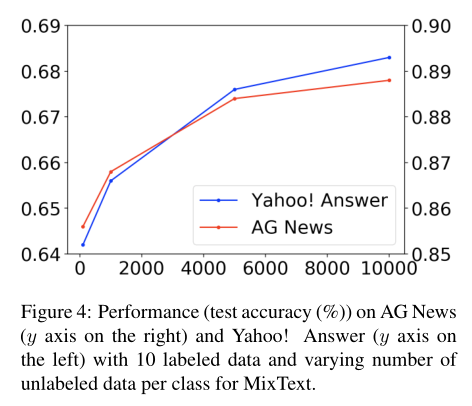 0.69
0.90
0.68
0.89
0.67
0.88
0.66
0.87
0.65
0.86
0.64
0.85
Yahoo! Answer
AG News
0 2000 4000 6000 8000 10000
Figure 4: Performance (test accuracy (%)) on AG News
(y axis on the right) and Yahoo! Answer (y axis on
the left) with 10 labeled data and varying number of
unlabeled data per class for MixText.